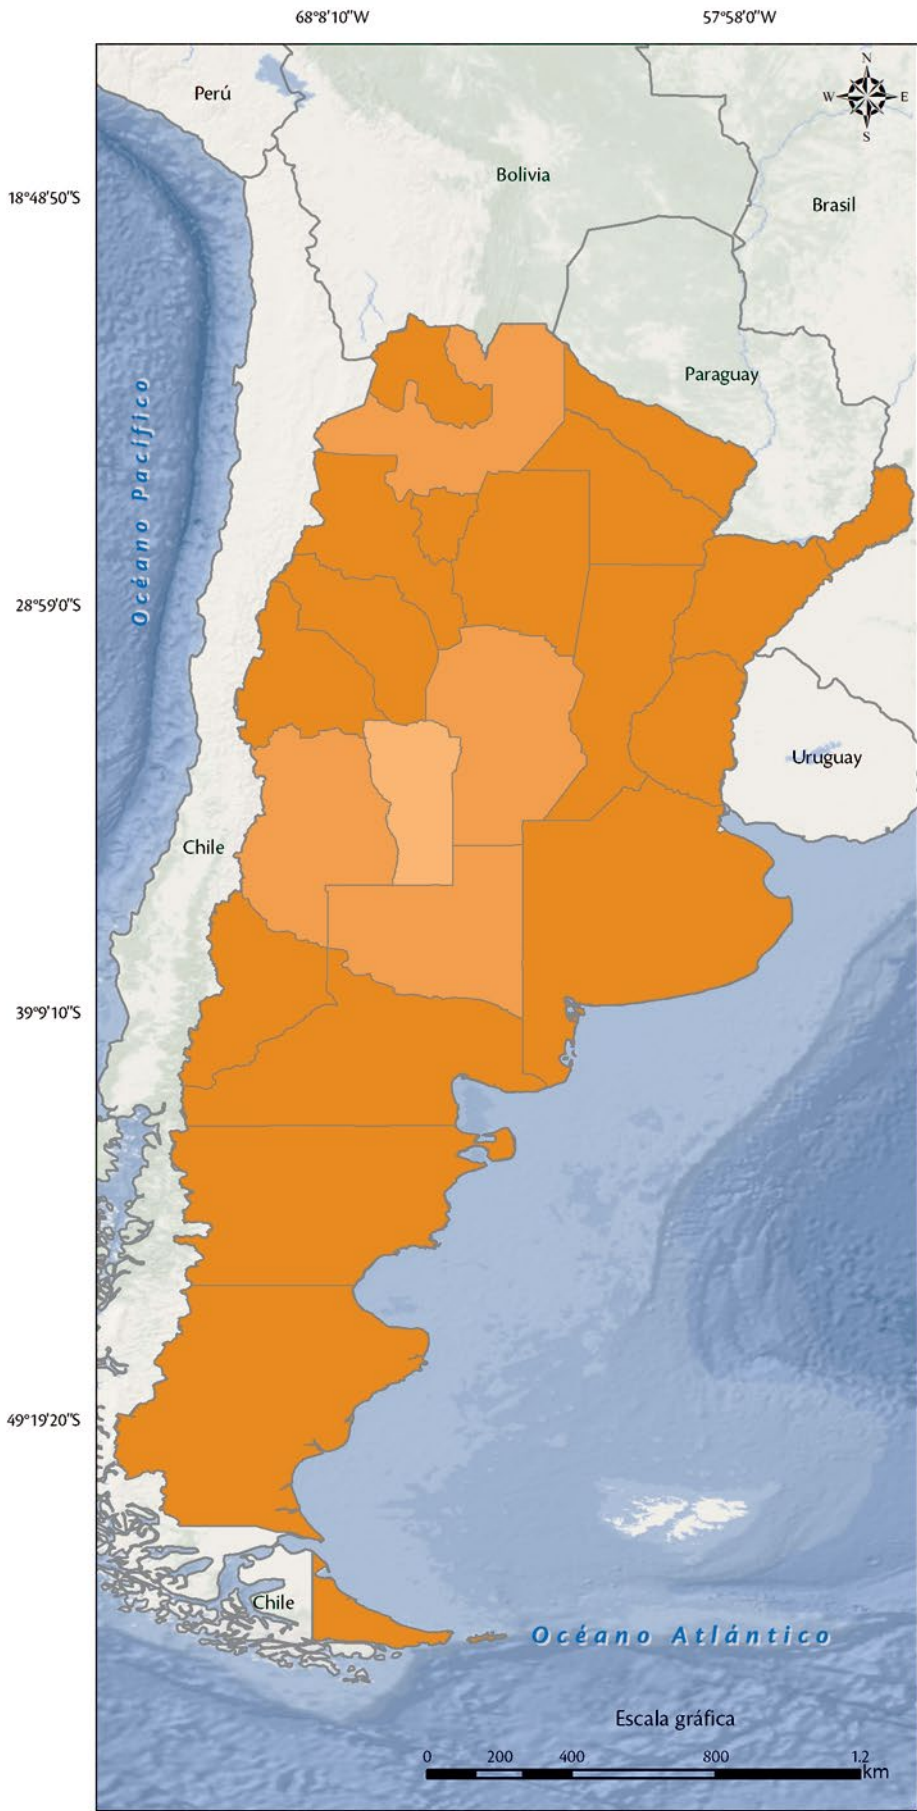 68°8'10"W
57°58'0"W
N
W
E
S
Perú
Bolivia
Brasil
18°48'50"S
Paraguay
Océano Pacífico
28°59'0"S
Uruguay
Chile
39°9'10"S
49°19'20"S
Chile
Océano Atlántico
Escala gráfica
0 200 400 800 1.2
km